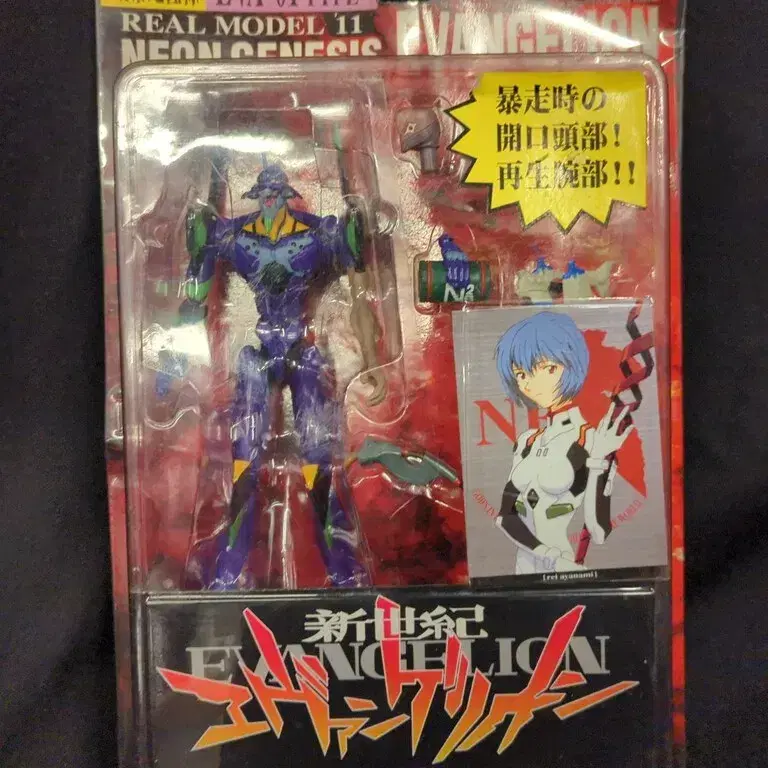 REAL MODEL '11
NEON GENESIS EVANGELION
暴走時の
開口頭部!
再生腕部!!
N²
{rei ayanami}
新世紀
EVANGELION
エヴァンゲリオン